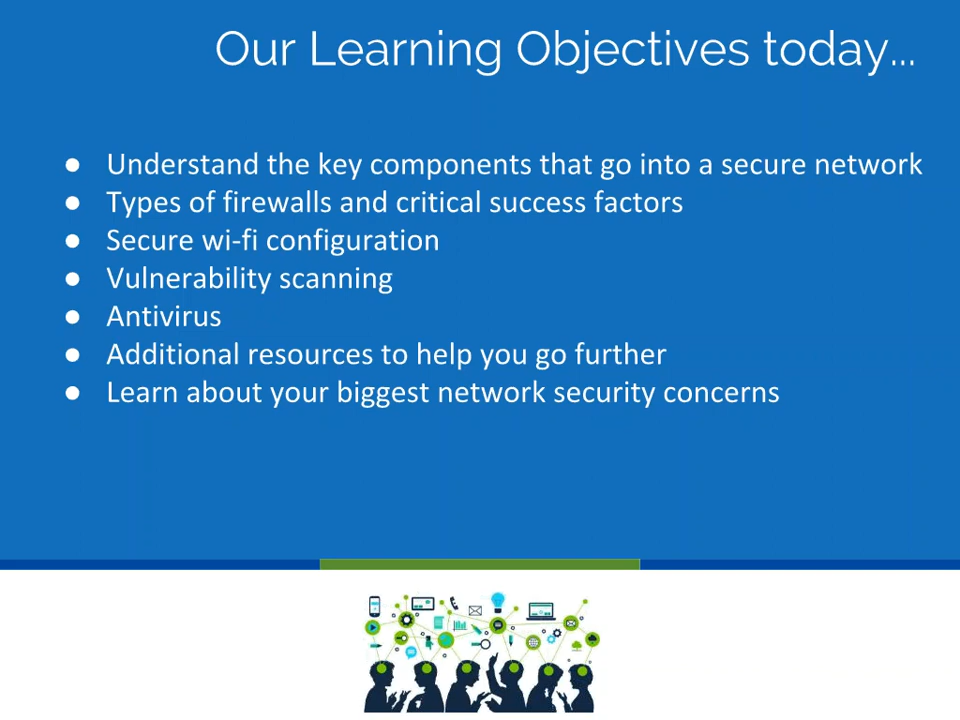 Our Learning Objectives today...
● Understand the key components that go into a secure network
● Types of firewalls and critical success factors
● Secure wi-fi configuration
● Vulnerability scanning
● Antivirus
● Additional resources to help you go further
● Learn about your biggest network security concerns